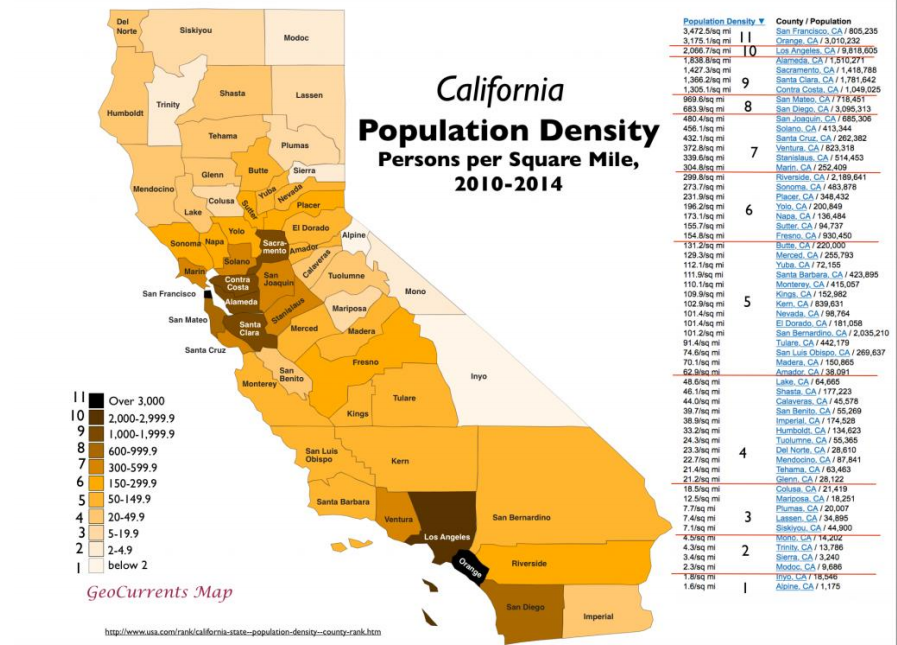 California
Population Density
Persons per Square Mile,
2010-2014
Del
Norte
Siskiyou
Modoc
Humboldt
Trinity
Shasta
Lassen
Tehama
Plumas
Mendocino
Glenn
Butte
Sierra
Colusa
Yuba
Nevada
Lake
Sutter
Placer
Yolo
El Dorado
Sonoma
Napa
Sacra-
mento
Amador
Alpine
Solano
Marin
Calaveras
Contra
Costa
San
Joaquin
Tuolumne
San Francisco
Alameda
Mono
Stanislaus
Mariposa
San Mateo
Santa
Clara
Merced
Madera
Santa Cruz
Fresno
San
Benito
Monterey
Inyo
Tulare
Kings
San Luis
Obispo
Kern
Santa Barbara
Ventura
San Bernardino
Los Angeles
Orange
Riverside
San Diego
Imperial
11 Over 3,000
10 2,000-2,999.9
9 1,000-1,999.9
8 600-999.9
7 300-599.9
6 150-299.9
5 50-149.9
4 20-49.9
3 5-19.9
2 2-4.9
1 below 2
GeoCurrents Map
http://www.usa.com/rank/california-state--population-density--county-rank.htm
Population Density ▼ County / Population
3,472.5/sq mi San Francisco, CA / 805,235
11
3,175.1/sq mi Orange, CA / 3,010,232
2,066.7/sq mi 10 Los Angeles, CA / 9,818,605
1,838.8/sq mi Alameda, CA / 1,510,271
1,427.3/sq mi Sacramento, CA / 1,418,788
9
1,366.2/sq mi Santa Clara, CA / 1,781,642
1,305.1/sq mi Contra Costa, CA / 1,049,025
969.6/sq mi San Mateo, CA / 718,451
8
683.9/sq mi San Diego, CA / 3,095,313
480.4/sq mi San Joaquin, CA / 685,306
456.1/sq mi Solano, CA / 413,344
432.1/sq mi Santa Cruz, CA / 262,382
7
372.8/sq mi Ventura, CA / 823,318
339.6/sq mi Stanislaus, CA / 514,453
304.8/sq mi Marin, CA / 252,409
299.8/sq mi Riverside, CA / 2,189,641
273.7/sq mi Sonoma, CA / 483,878
231.9/sq mi Placer, CA / 348,432
6
196.2/sq mi Yolo, CA / 200,849
173.1/sq mi Napa, CA / 136,484
155.7/sq mi Sutter, CA / 94,737
154.8/sq mi Fresno, CA / 930,450
131.2/sq mi Butte, CA / 220,000
129.3/sq mi Merced, CA / 255,793
112.1/sq mi Yuba, CA / 72,155
111.9/sq mi Santa Barbara, CA / 423,895
110.1/sq mi Monterey, CA / 415,057
109.9/sq mi Kings, CA / 152,982
5
102.9/sq mi Kern, CA / 839,631
101.4/sq mi Nevada, CA / 98,764
101.4/sq mi El Dorado, CA / 181,058
101.2/sq mi San Bernardino, CA / 2,035,210
91.4/sq mi Tulare, CA / 442,179
74.6/sq mi San Luis Obispo, CA / 269,637
70.1/sq mi Madera, CA / 150,865
62.9/sq mi Amador, CA / 38,091
48.6/sq mi Lake, CA / 64,665
46.1/sq mi Shasta, CA / 177,223
44.0/sq mi Calaveras, CA / 45,578
39.7/sq mi San Benito, CA / 55,269
38.9/sq mi Imperial, CA / 174,528
33.2/sq mi Humboldt, CA / 134,623
24.3/sq mi Tuolumne, CA / 55,365
4
23.3/sq mi Del Norte, CA / 28,610
22.7/sq mi Mendocino, CA / 87,841
21.4/sq mi Tehama, CA / 63,463
21.2/sq mi Glenn, CA / 28,122
18.5/sq mi Colusa, CA / 21,419
12.5/sq mi Mariposa, CA / 18,251
7.7/sq mi Plumas, CA / 20,007
3
7.4/sq mi Lassen, CA / 34,895
7.1/sq mi Siskiyou, CA / 44,900
4.5/sq mi Mono, CA / 14,202
4.3/sq mi Trinity, CA / 13,786
2
3.4/sq mi Sierra, CA / 3,240
2.3/sq mi Modoc, CA / 9,686
1.8/sq mi Inyo, CA / 18,546
1.6/sq mi 1 Alpine, CA / 1,175